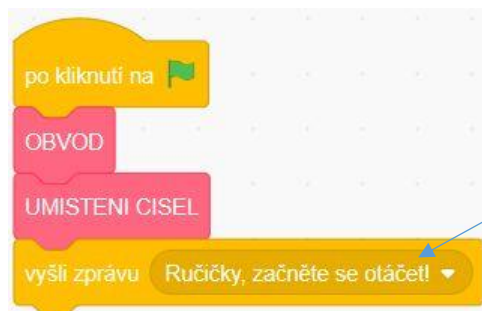 po kliknutí na
OBVOD
UMISTENI CISEL
vyšli zprávu Ručičky, začněte se otáčet!